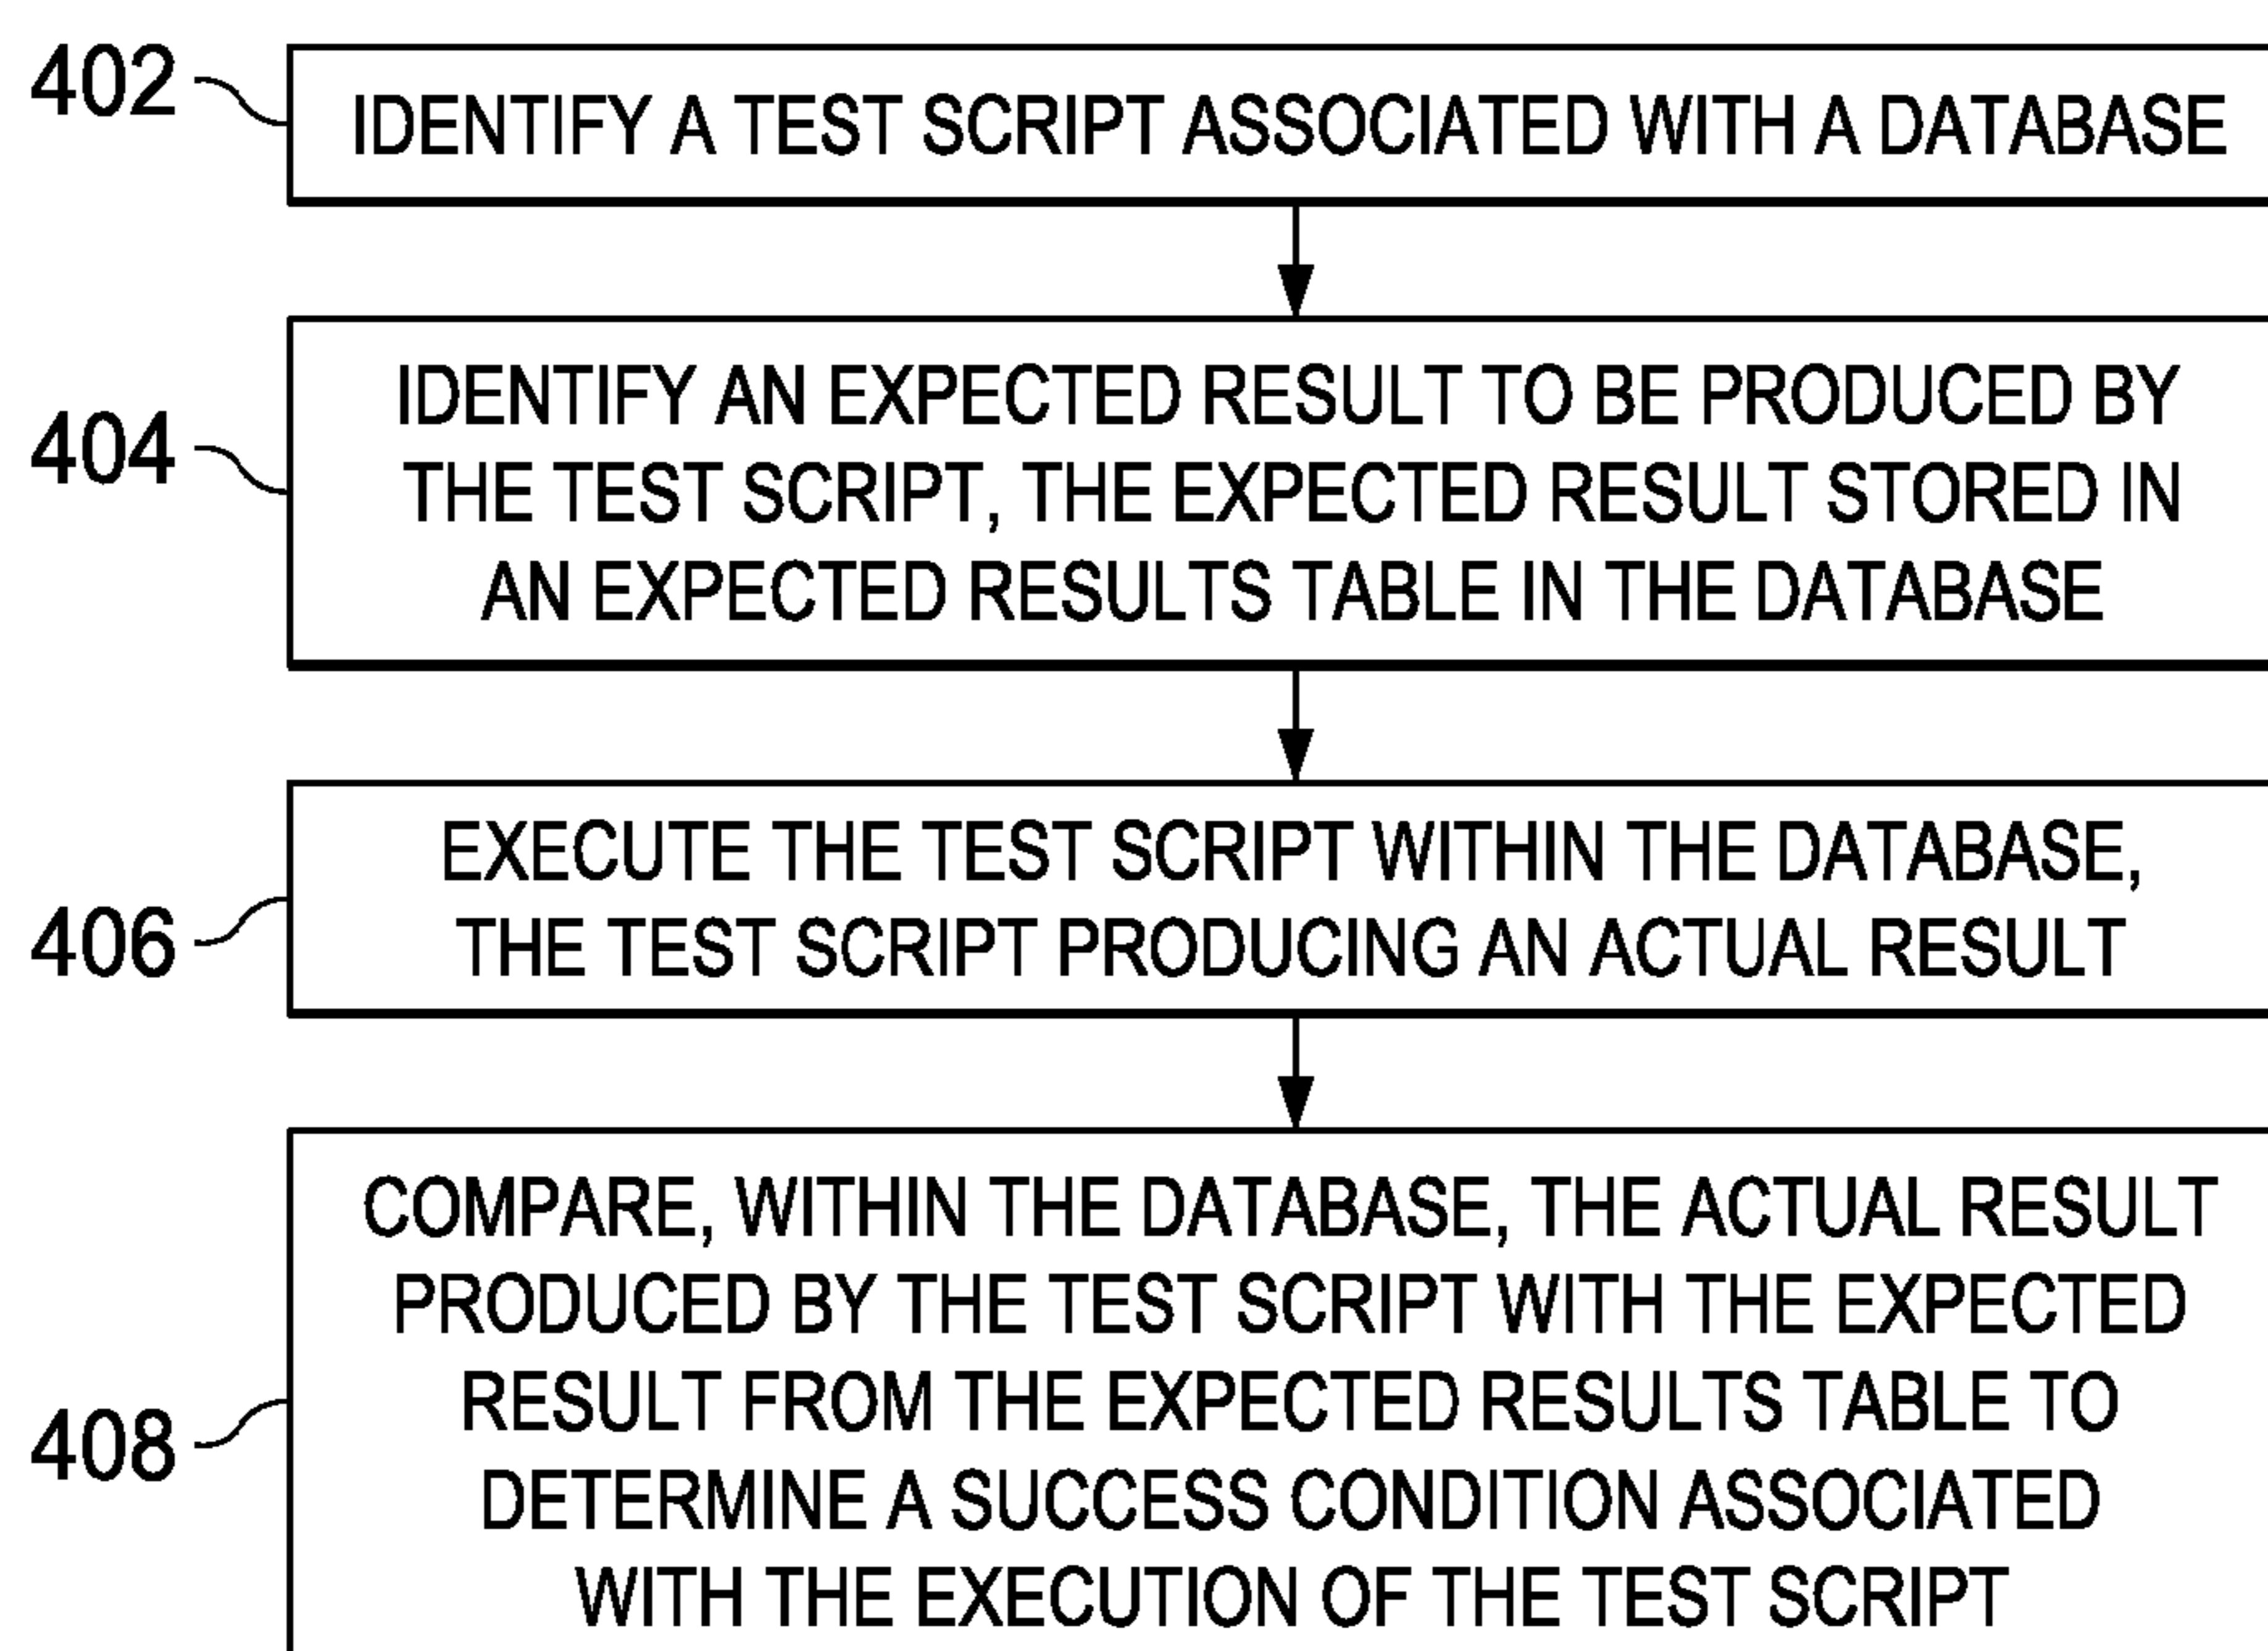 402
IDENTIFY A TEST SCRIPT ASSOCIATED WITH A DATABASE
404
IDENTIFY AN EXPECTED RESULT TO BE PRODUCED BY
THE TEST SCRIPT, THE EXPECTED RESULT STORED IN
AN EXPECTED RESULTS TABLE IN THE DATABASE
406
EXECUTE THE TEST SCRIPT WITHIN THE DATABASE,
THE TEST SCRIPT PRODUCING AN ACTUAL RESULT
408
COMPARE, WITHIN THE DATABASE, THE ACTUAL RESULT
PRODUCED BY THE TEST SCRIPT WITH THE EXPECTED
RESULT FROM THE EXPECTED RESULTS TABLE TO
DETERMINE A SUCCESS CONDITION ASSOCIATED
WITH THE EXECUTION OF THE TEST SCRIPT